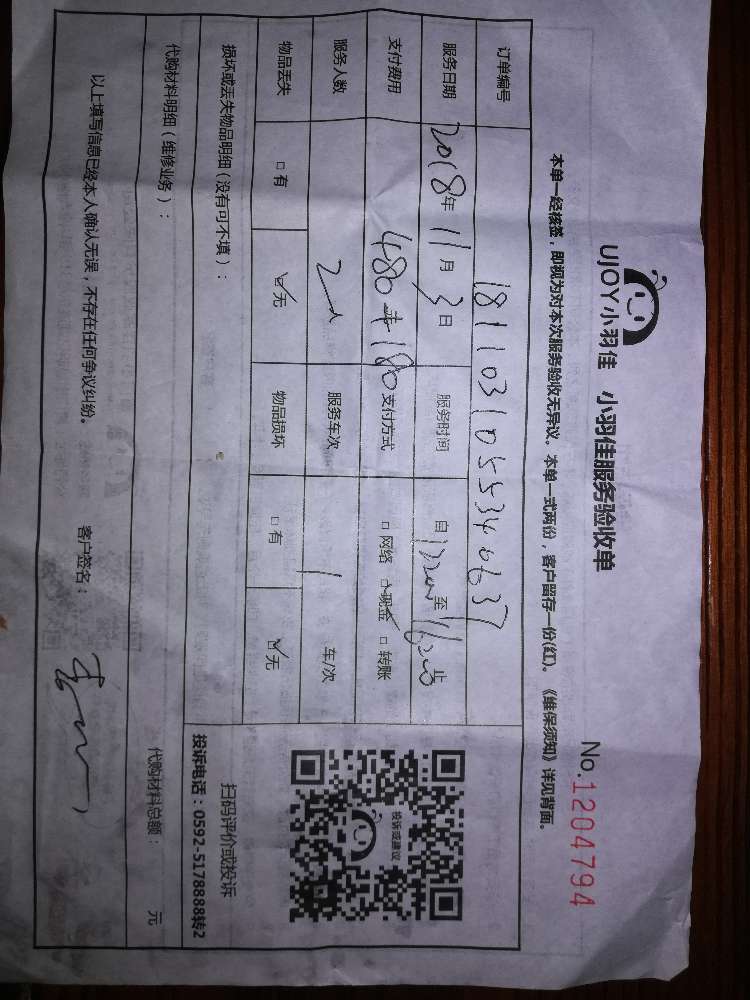 UJOY小羽佳 小羽佳服务验收单
No.1204794
本单一经核签，即视为对本次服务验收无异议。本单一式两份，客户留存一份(红)。《维保须知》详见背面。
订单编号 181103105534063７
服务日期 2018年11月3日 服务时间 自 至 止
支付费用 480+180 支付方式 □网络 □现金 □转账
服务人数 2人 服务车次 1 车/次
物品丢失 □有 ☑无 物品损坏 □有 ☑无
损坏或丢失物品明细（没有可不填）：
投诉或建议
扫码评价或投诉
投诉电话：0592-5178888转2
代购材料明细（维修业务）：
代购材料总额： 元
以上填写信息已经本人确认无误，不存在任何争议纠纷。 客户签名：